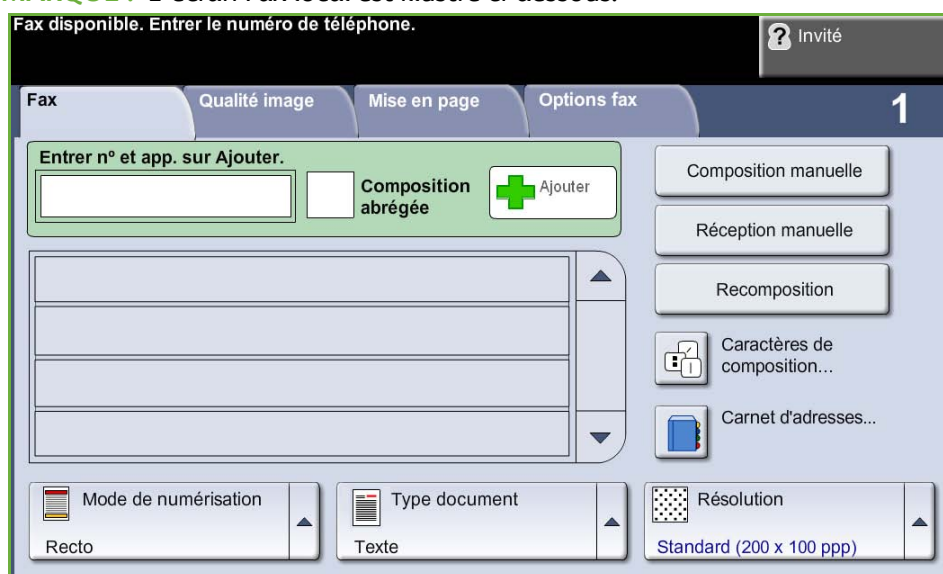 Fax disponible. Entrer le numéro de téléphone.
Invité
Fax
Qualité image
Mise en page
Options fax
1
Entrer nº et app. sur Ajouter.
Composition
abrégée
Ajouter
Composition manuelle
Réception manuelle
Recomposition
Caractères de
composition...
Carnet d'adresses...
Mode de numérisation
Recto
Type document
Texte
Résolution
Standard (200 x 100 ppp)